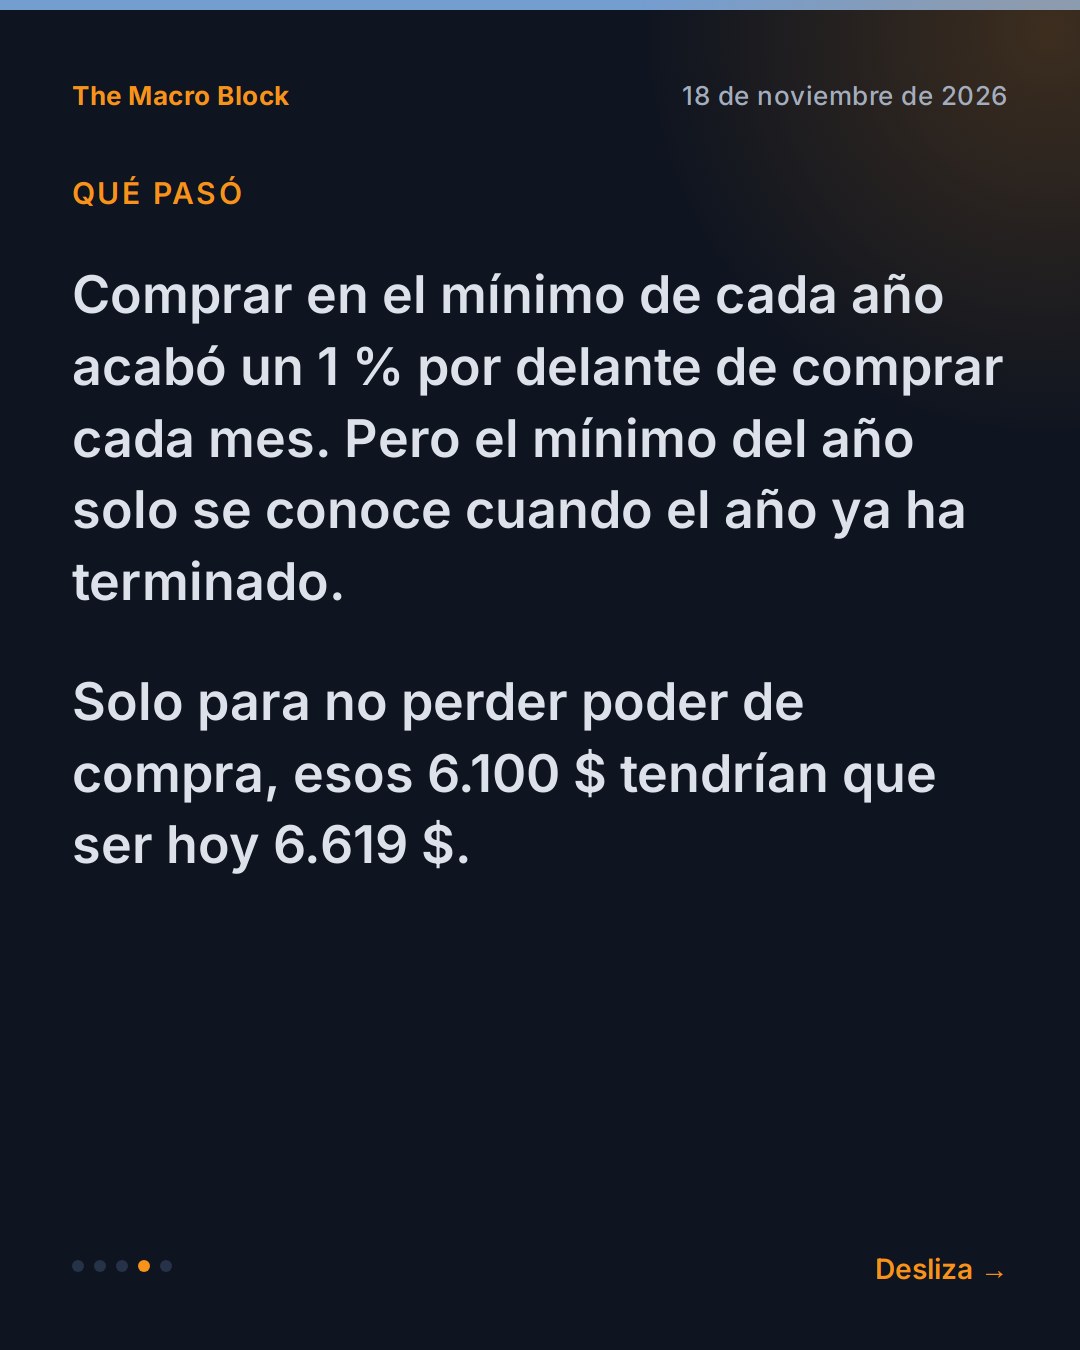 The Macro Block
18 de noviembre de 2026
QUÉ PASÓ
Comprar en el mínimo de cada año
acabó un 1 % por delante de comprar
cada mes. Pero el mínimo del año
solo se conoce cuando el año ya ha
terminado.
Solo para no perder poder de
compra, esos 6.100 $ tendrían que
ser hoy 6.619 $.
Desliza →